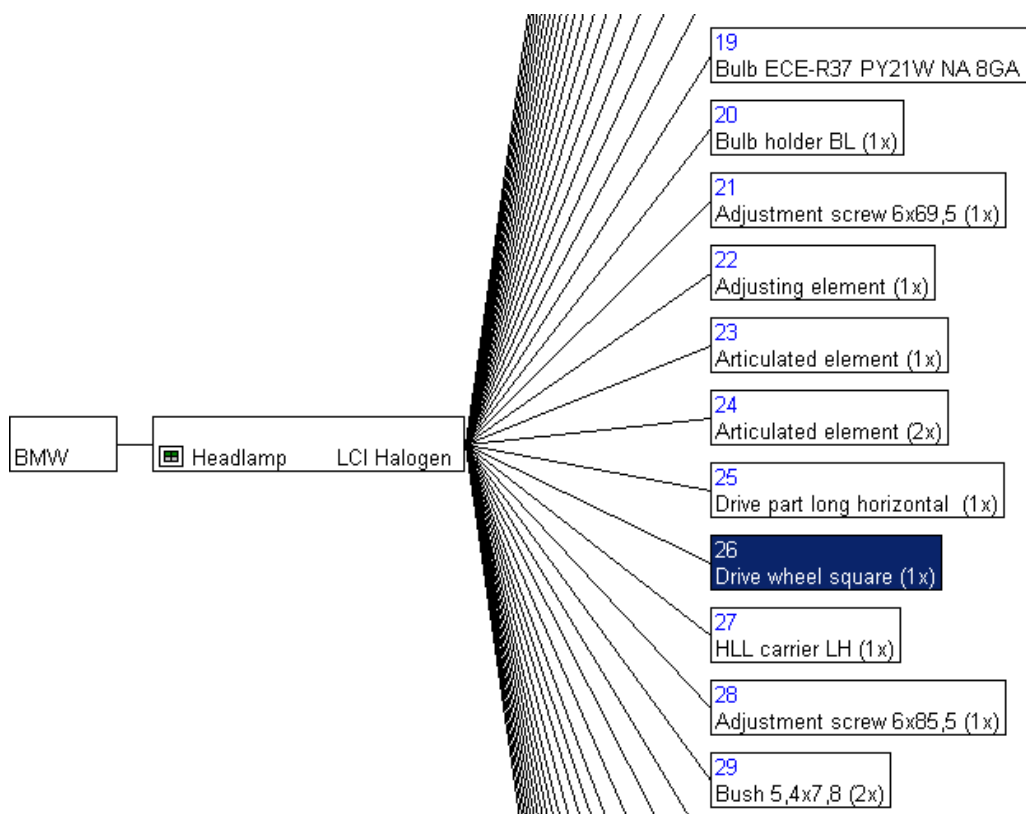 BMW
Headlamp LCI Halogen
19
Bulb ECE-R37 PY21W NA 8GA
20
Bulb holder BL (1x)
21
Adjustment screw 6x69,5 (1x)
22
Adjusting element (1x)
23
Articulated element (1x)
24
Articulated element (2x)
25
Drive part long horizontal (1x)
26
Drive wheel square (1x)
27
HLL carrier LH (1x)
28
Adjustment screw 6x85,5 (1x)
29
Bush 5,4x7,8 (2x)